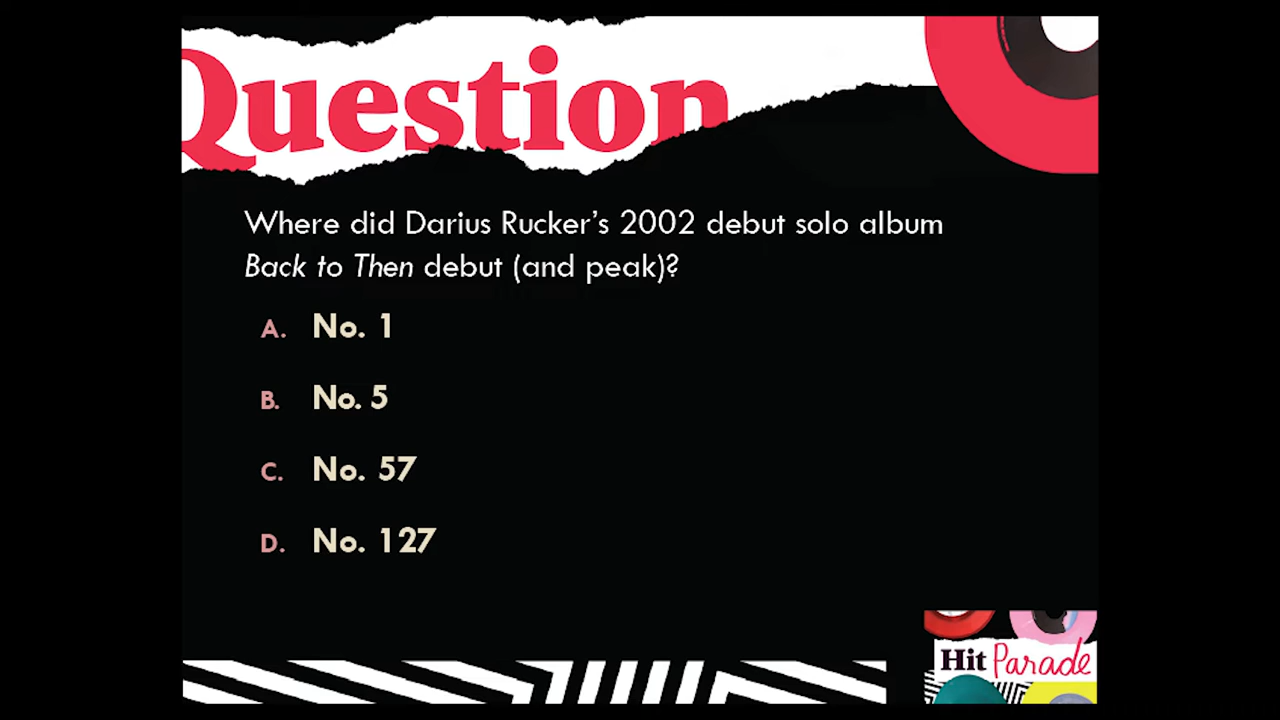 Question
Where did Darius Rucker’s 2002 debut solo album
Back to Then debut (and peak)?
A. No. 1
B. No. 5
C. No. 57
D. No. 127
Hit Parade